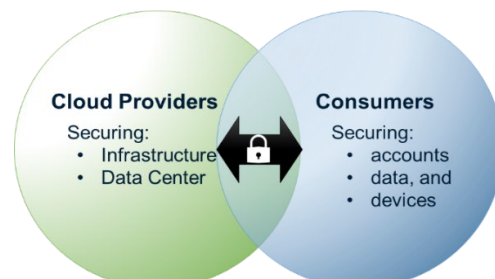 Cloud Providers
Securing:
• Infrastructure
• Data Center
Consumers
Securing:
• accounts
• data, and
• devices